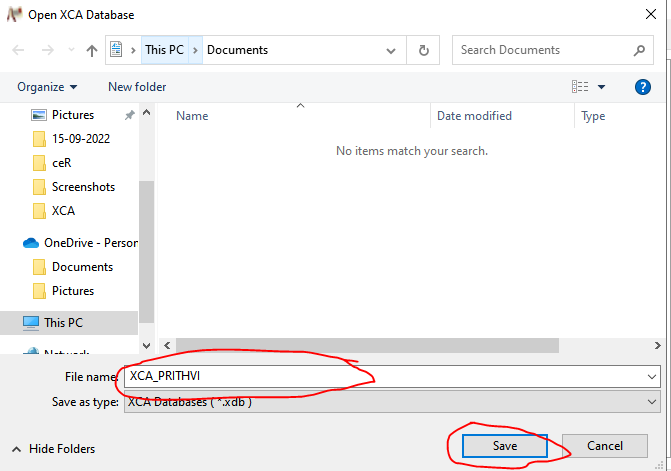 Open XCA Database
This PC > Documents
Search Documents
Organize
New folder
Pictures
15-09-2022
ceR
Screenshots
XCA
OneDrive - Person
Documents
Pictures
This PC
Network
Name
Date modified
Type
No items match your search.
File name: XCA_PRITHVI
Save as type: XCA Databases ( *.xdb )
Hide Folders
Save
Cancel